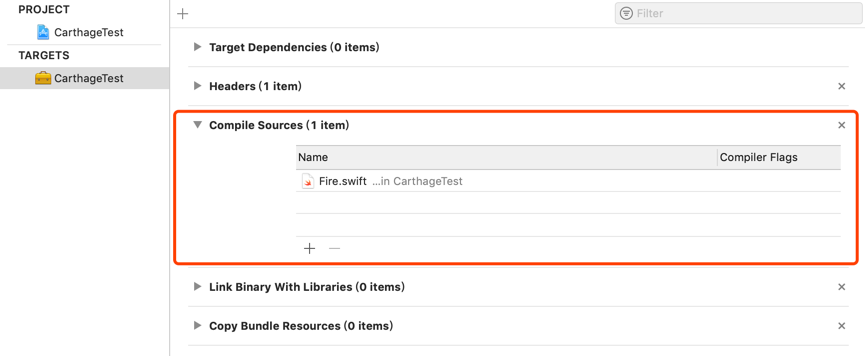 PROJECT
CarthageTest
TARGETS
CarthageTest
Filter
Target Dependencies (0 items)
Headers (1 item)
Compile Sources (1 item)
Name Compiler Flags
Fire.swift ...in CarthageTest
Link Binary With Libraries (0 items)
Copy Bundle Resources (0 items)